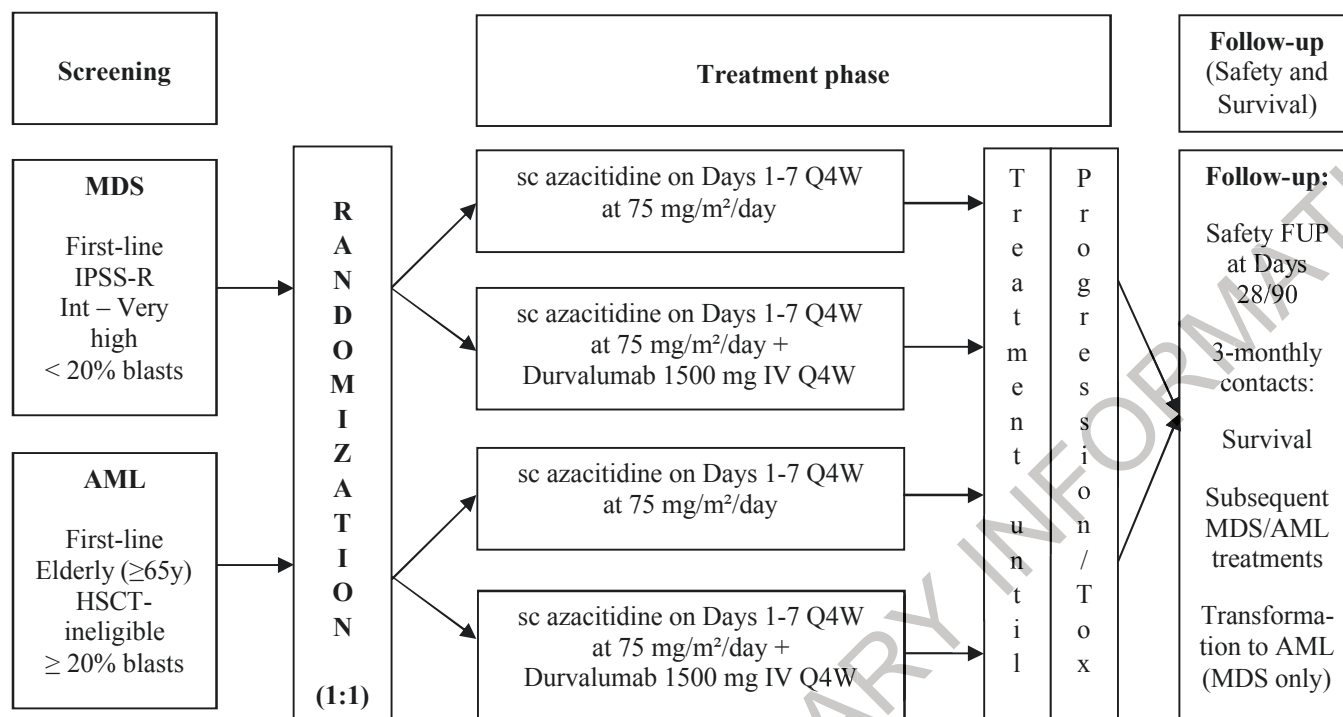 Screening
Treatment phase
Follow-up
(Safety and
Survival)
MDS
First-line
IPSS-R
Int – Very
high
< 20% blasts
AML
First-line
Elderly (≥65y)
HSCT-
ineligible
≥ 20% blasts
RANDOMIZATION
(1:1)
sc azacitidine on Days 1-7 Q4W
at 75 mg/m²/day
sc azacitidine on Days 1-7 Q4W
at 75 mg/m²/day +
Durvalumab 1500 mg IV Q4W
sc azacitidine on Days 1-7 Q4W
at 75 mg/m²/day
sc azacitidine on Days 1-7 Q4W
at 75 mg/m²/day +
Durvalumab 1500 mg IV Q4W
Treatment until
Progression/Tox
Follow-up:
Safety FUP
at Days
28/90
3-monthly
contacts:
Survival
Subsequent
MDS/AML
treatments
Transforma-
tion to AML
(MDS only)